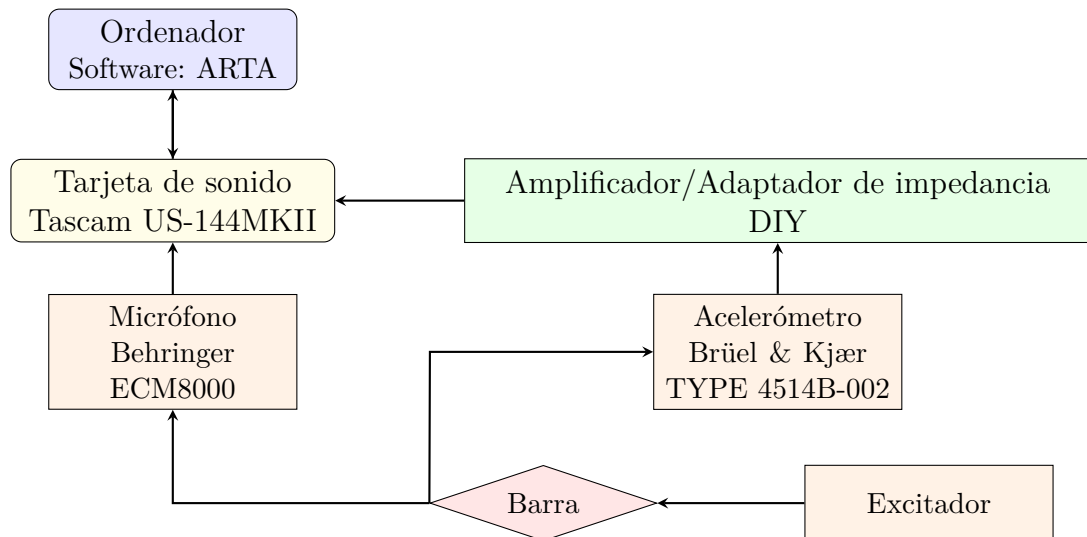 Ordenador
Software: ARTA
Tarjeta de sonido
Tascam US-144MKII
Amplificador/Adaptador de impedancia
DIY
Micrófono
Behringer
ECM8000
Acelerómetro
Brüel & Kjær
TYPE 4514B-002
Barra
Excitador